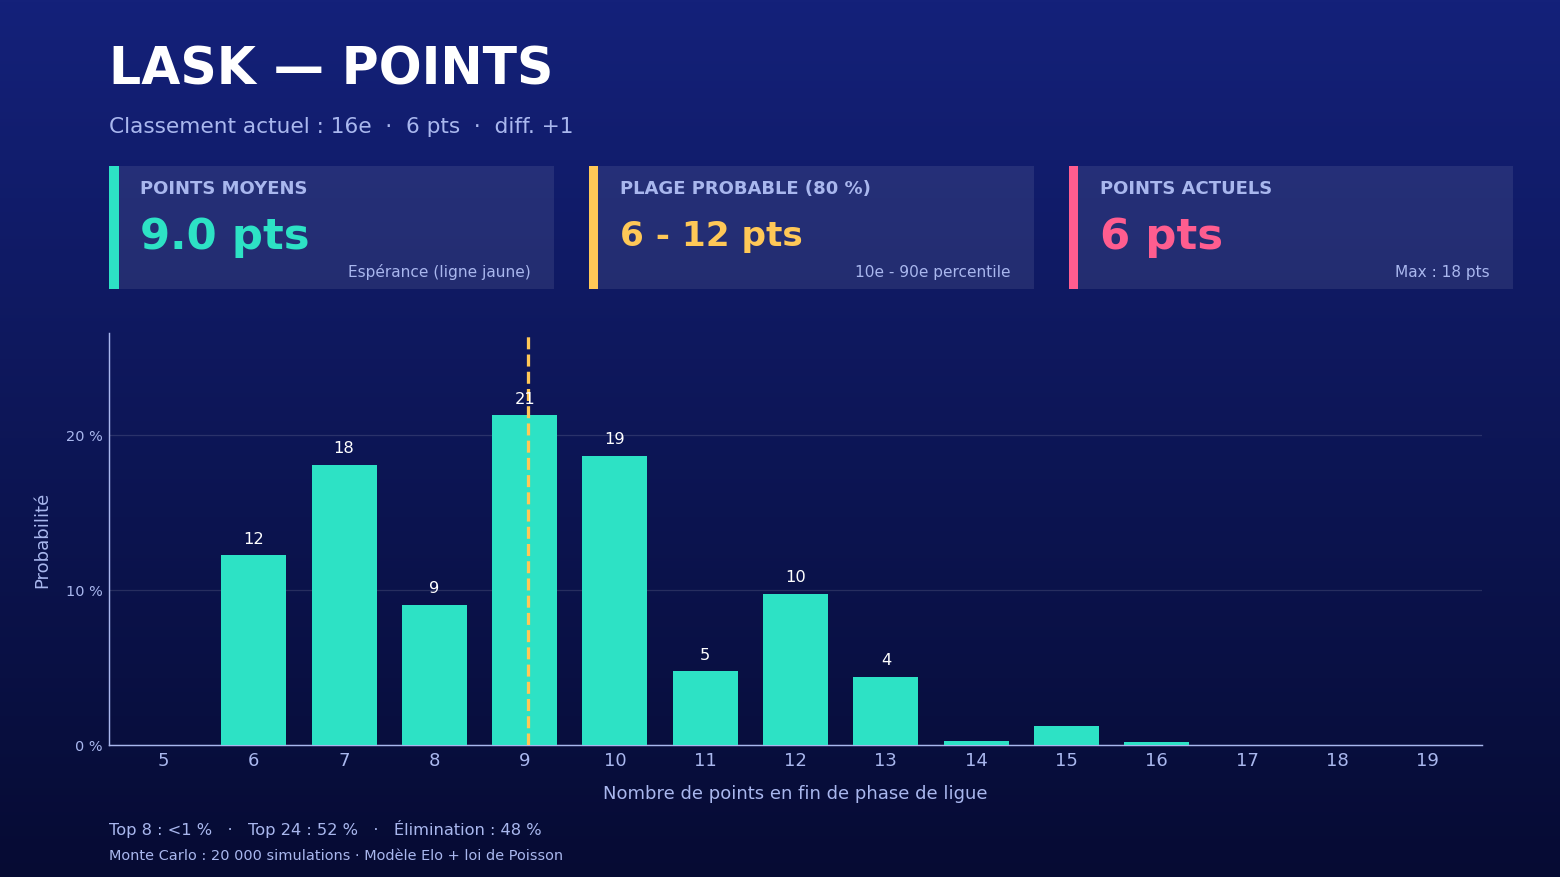 LASK — POINTS
Classement actuel : 16e · 6 pts · diff. +1
POINTS MOYENS
9.0 pts
Espérance (ligne jaune)
PLAGE PROBABLE (80 %)
6 - 12 pts
10e - 90e percentile
POINTS ACTUELS
6 pts
Max : 18 pts
Probabilité
20 %
10 %
0 %
12
18
9
21
19
5
10
4
5 6 7 8 9 10 11 12 13 14 15 16 17 18 19
Nombre de points en fin de phase de ligue
Top 8 : <1 % · Top 24 : 52 % · Élimination : 48 %
Monte Carlo : 20 000 simulations · Modèle Elo + loi de Poisson